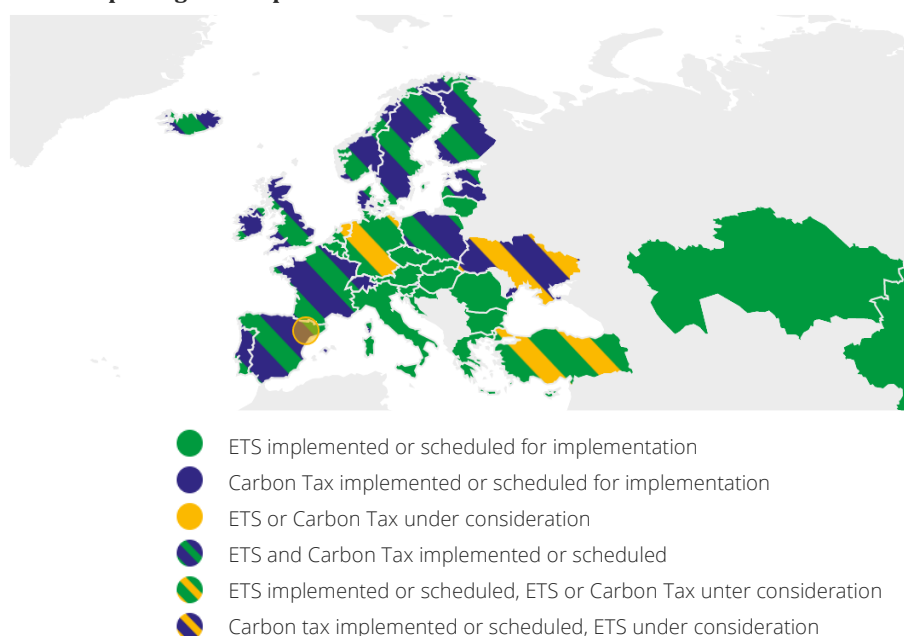 ETS implemented or scheduled for implementation
Carbon Tax implemented or scheduled for implementation
ETS or Carbon Tax under consideration
ETS and Carbon Tax implemented or scheduled
ETS implemented or scheduled, ETS or Carbon Tax unter consideration
Carbon tax implemented or scheduled, ETS under consideration